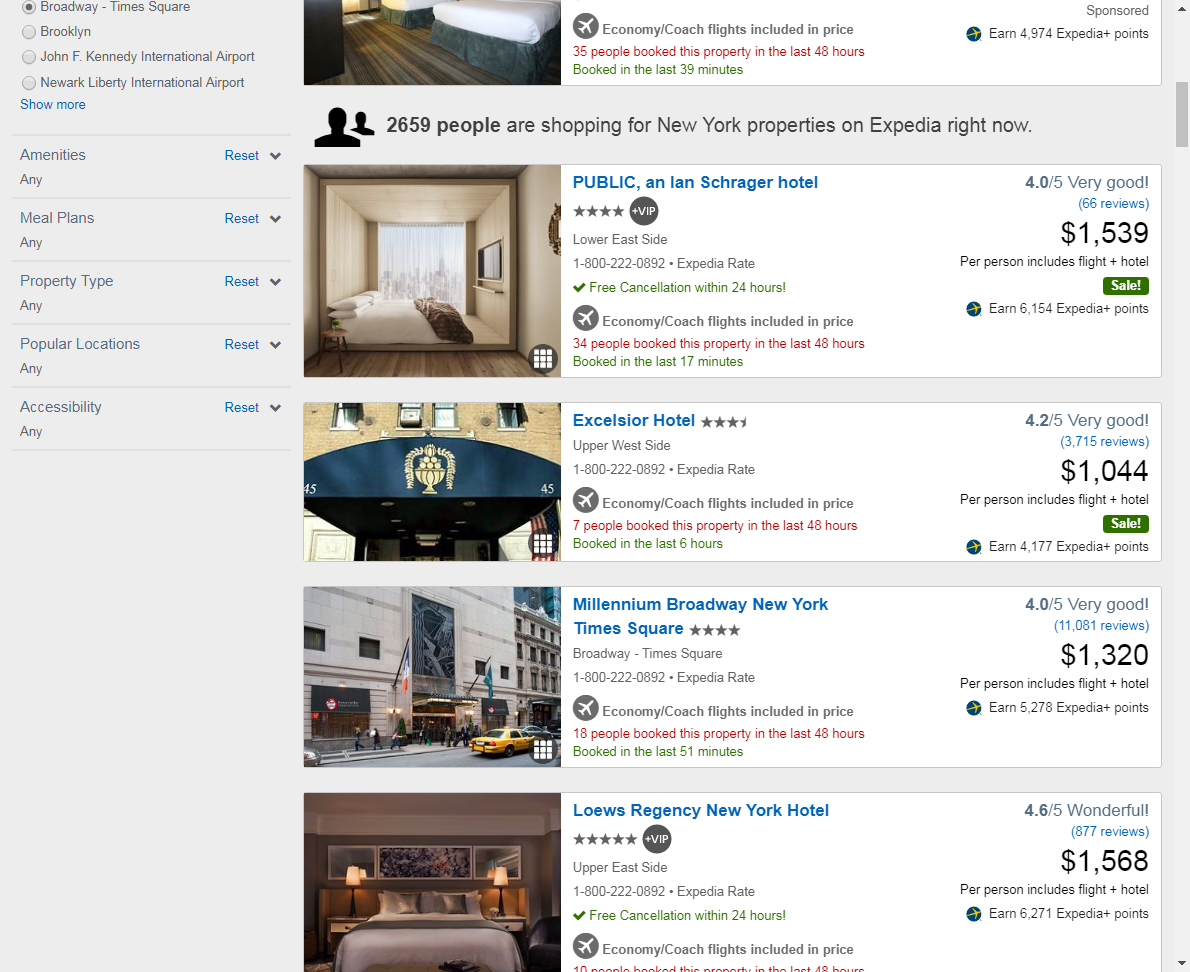 Broadway - Times Square
Brooklyn
John F. Kennedy International Airport
Newark Liberty International Airport
Show more
Amenities Reset
Any
Meal Plans Reset
Any
Property Type Reset
Any
Popular Locations Reset
Any
Accessibility Reset
Any
Sponsored
Economy/Coach flights included in price
Earn 4,974 Expedia+ points
35 people booked this property in the last 48 hours
Booked in the last 39 minutes
2659 people are shopping for New York properties on Expedia right now.
PUBLIC, an Ian Schrager hotel
+VIP
Lower East Side
1-800-222-0892 • Expedia Rate
Free Cancellation within 24 hours!
Economy/Coach flights included in price
34 people booked this property in the last 48 hours
Booked in the last 17 minutes
4.0/5 Very good!
(66 reviews)
$1,539
Per person includes flight + hotel
Sale!
Earn 6,154 Expedia+ points
45 45
Excelsior Hotel
Upper West Side
1-800-222-0892 • Expedia Rate
Economy/Coach flights included in price
7 people booked this property in the last 48 hours
Booked in the last 6 hours
4.2/5 Very good!
(3,715 reviews)
$1,044
Per person includes flight + hotel
Sale!
Earn 4,177 Expedia+ points
Millennium Broadway New York
Times Square
Broadway - Times Square
1-800-222-0892 • Expedia Rate
Economy/Coach flights included in price
18 people booked this property in the last 48 hours
Booked in the last 51 minutes
4.0/5 Very good!
(11,081 reviews)
$1,320
Per person includes flight + hotel
Earn 5,278 Expedia+ points
Loews Regency New York Hotel
+VIP
Upper East Side
1-800-222-0892 • Expedia Rate
Free Cancellation within 24 hours!
Economy/Coach flights included in price
10 people booked this property in the last 48 hours
4.6/5 Wonderful!
(877 reviews)
$1,568
Per person includes flight + hotel
Earn 6,271 Expedia+ points